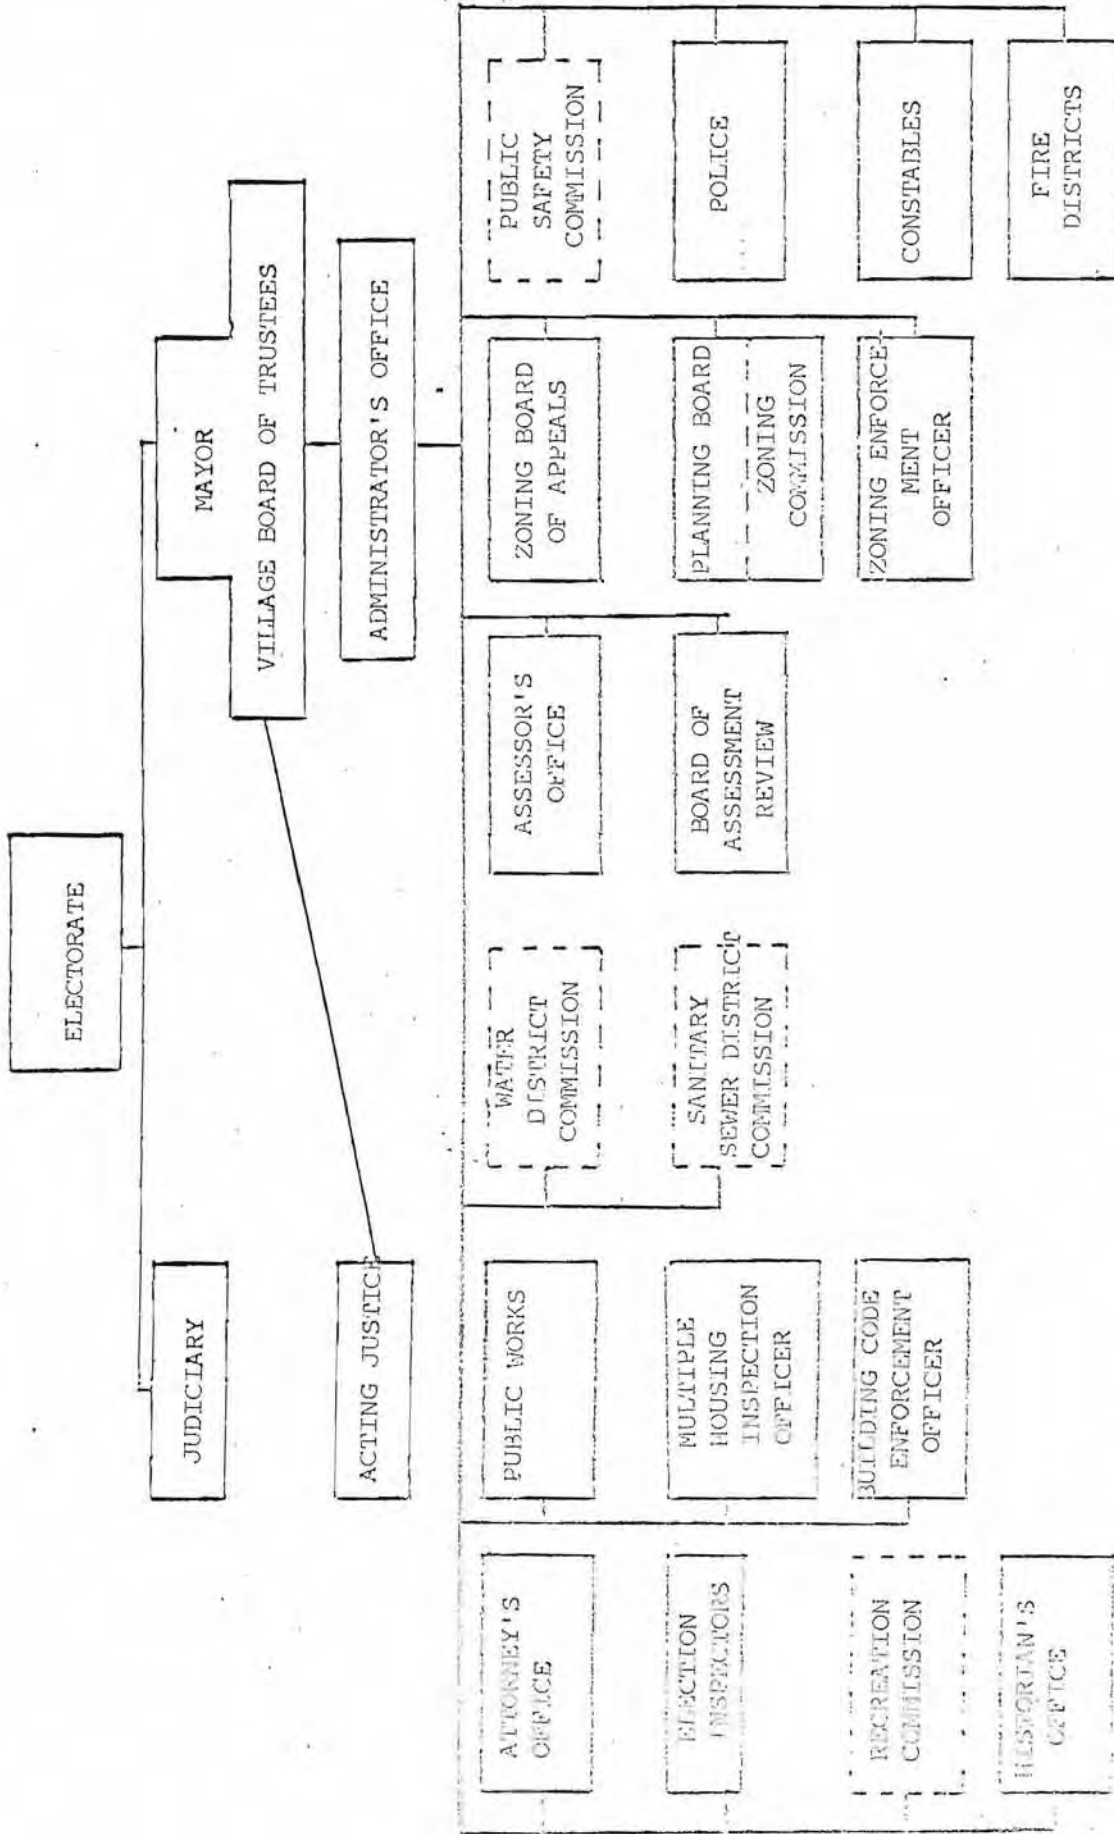 ELECTORATE
JUDICIARY
MAYOR
VILLAGE BOARD OF TRUSTEES
ACTING JUSTICE
ADMINISTRATOR'S OFFICE
ATTORNEY'S
OFFICE
ELECTION
INSPECTORS
RECREATION
COMMISSION
HISTORIAN'S
OFFICE
PUBLIC WORKS
MULTIPLE
HOUSING
INSPECTION
OFFICER
BUILDING CODE
ENFORCEMENT
OFFICER
WATER
DISTRICT
COMMISSION
SANITARY
SEWER DISTRICT
COMMISSION
ASSESSOR'S
OFFICE
BOARD OF
ASSESSMENT
REVIEW
ZONING BOARD
OF APPEALS
PLANNING BOARD
ZONING
COMMISSION
ZONING ENFORCE-
MENT
OFFICER
PUBLIC
SAFETY
COMMISSION
POLICE
CONSTABLES
FIRE
DISTRICTS